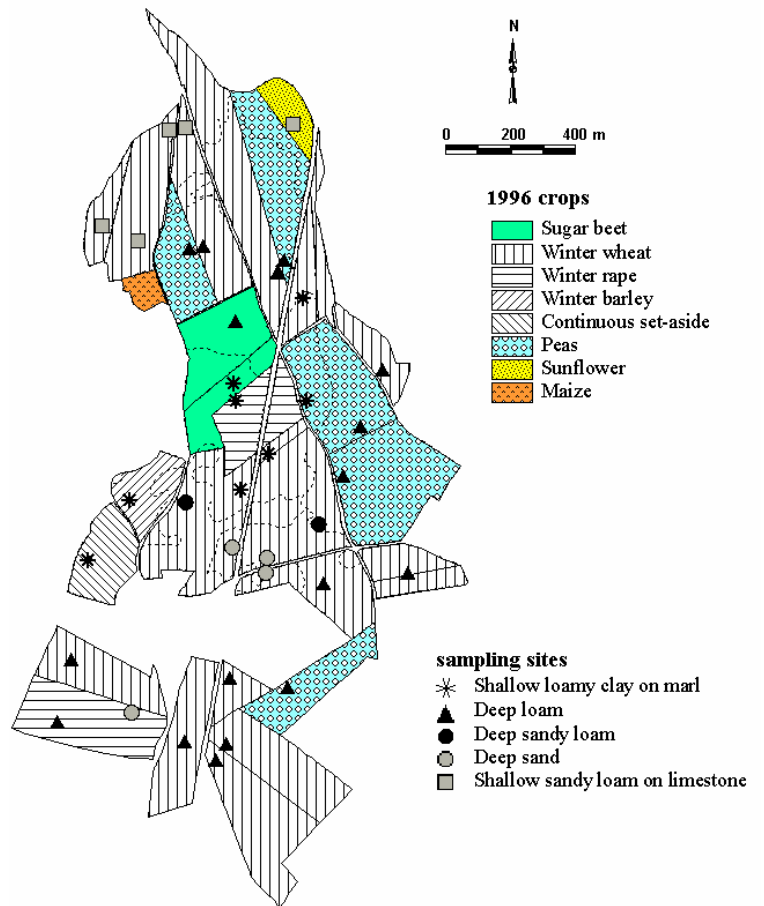 N
0 200 400 m
1996 crops
Sugar beet
Winter wheat
Winter rape
Winter barley
Continuous set-aside
Peas
Sunflower
Maize
sampling sites
Shallow loamy clay on marl
Deep loam
Deep sandy loam
Deep sand
Shallow sandy loam on limestone